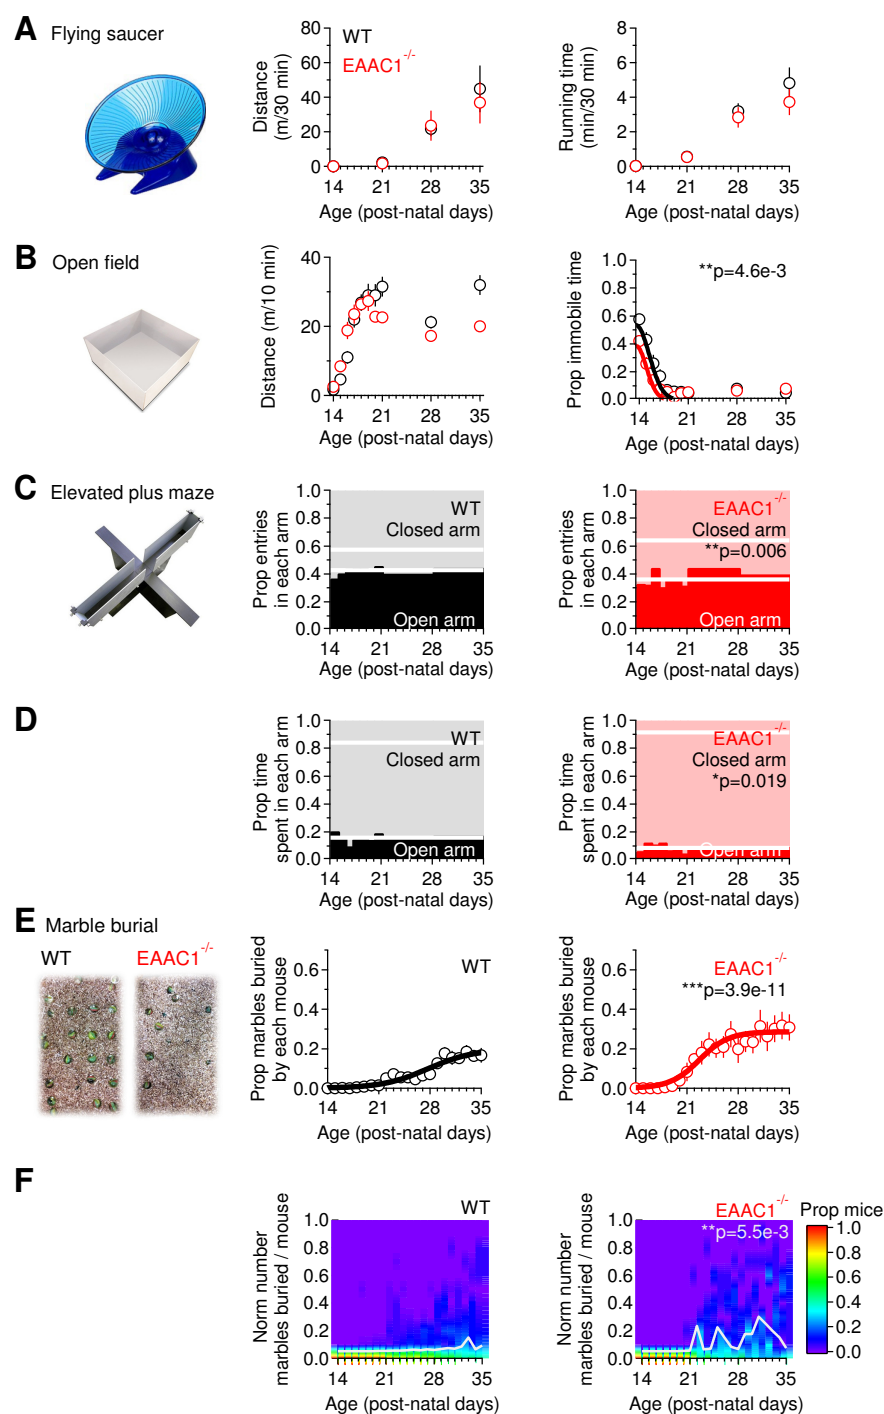 A Flying saucer
Distance
(m/30 min)
80
60
40
20
0
WT
EAAC1-/-
14 21 28 35
Age (post-natal days)
Running time
(min/30 min)
8
6
4
2
0
14 21 28 35
Age (post-natal days)
B Open field
Distance (m/10 min)
40
20
0
14 21 28 35
Age (post-natal days)
Prop immobile time
1.0
0.8
0.6
0.4
0.2
0.0
**p=4.6e-3
14 21 28 35
Age (post-natal days)
C Elevated plus maze
Prop entries
in each arm
1.0
0.8
0.6
0.4
0.2
0.0
WT
Closed arm
Open arm
14 21 28 35
Age (post-natal days)
Prop entries
in each arm
1.0
0.8
0.6
0.4
0.2
0.0
EAAC1-/-
Closed arm
**p=0.006
Open arm
14 21 28 35
Age (post-natal days)
D
Prop time
spent in each arm
1.0
0.8
0.6
0.4
0.2
0.0
WT
Closed arm
Open arm
14 21 28 35
Age (post-natal days)
Prop time
spent in each arm
1.0
0.8
0.6
0.4
0.2
0.0
EAAC1-/-
Closed arm
*p=0.019
Open arm
14 21 28 35
Age (post-natal days)
E Marble burial
WT EAAC1-/-
Prop marbles buried
by each mouse
0.6
0.4
0.2
0.0
WT
14 21 28 35
Age (post-natal days)
Prop marbles buried
by each mouse
0.6
0.4
0.2
0.0
EAAC1-/-
***p=3.9e-11
14 21 28 35
Age (post-natal days)
F
Norm number
marbles buried / mouse
1.0
0.8
0.6
0.4
0.2
0.0
WT
14 21 28 35
Age (post-natal days)
Norm number
marbles buried / mouse
1.0
0.8
0.6
0.4
0.2
0.0
EAAC1-/-
**p=5.5e-3
14 21 28 35
Age (post-natal days)
Prop mice
1.0
0.8
0.6
0.4
0.2
0.0